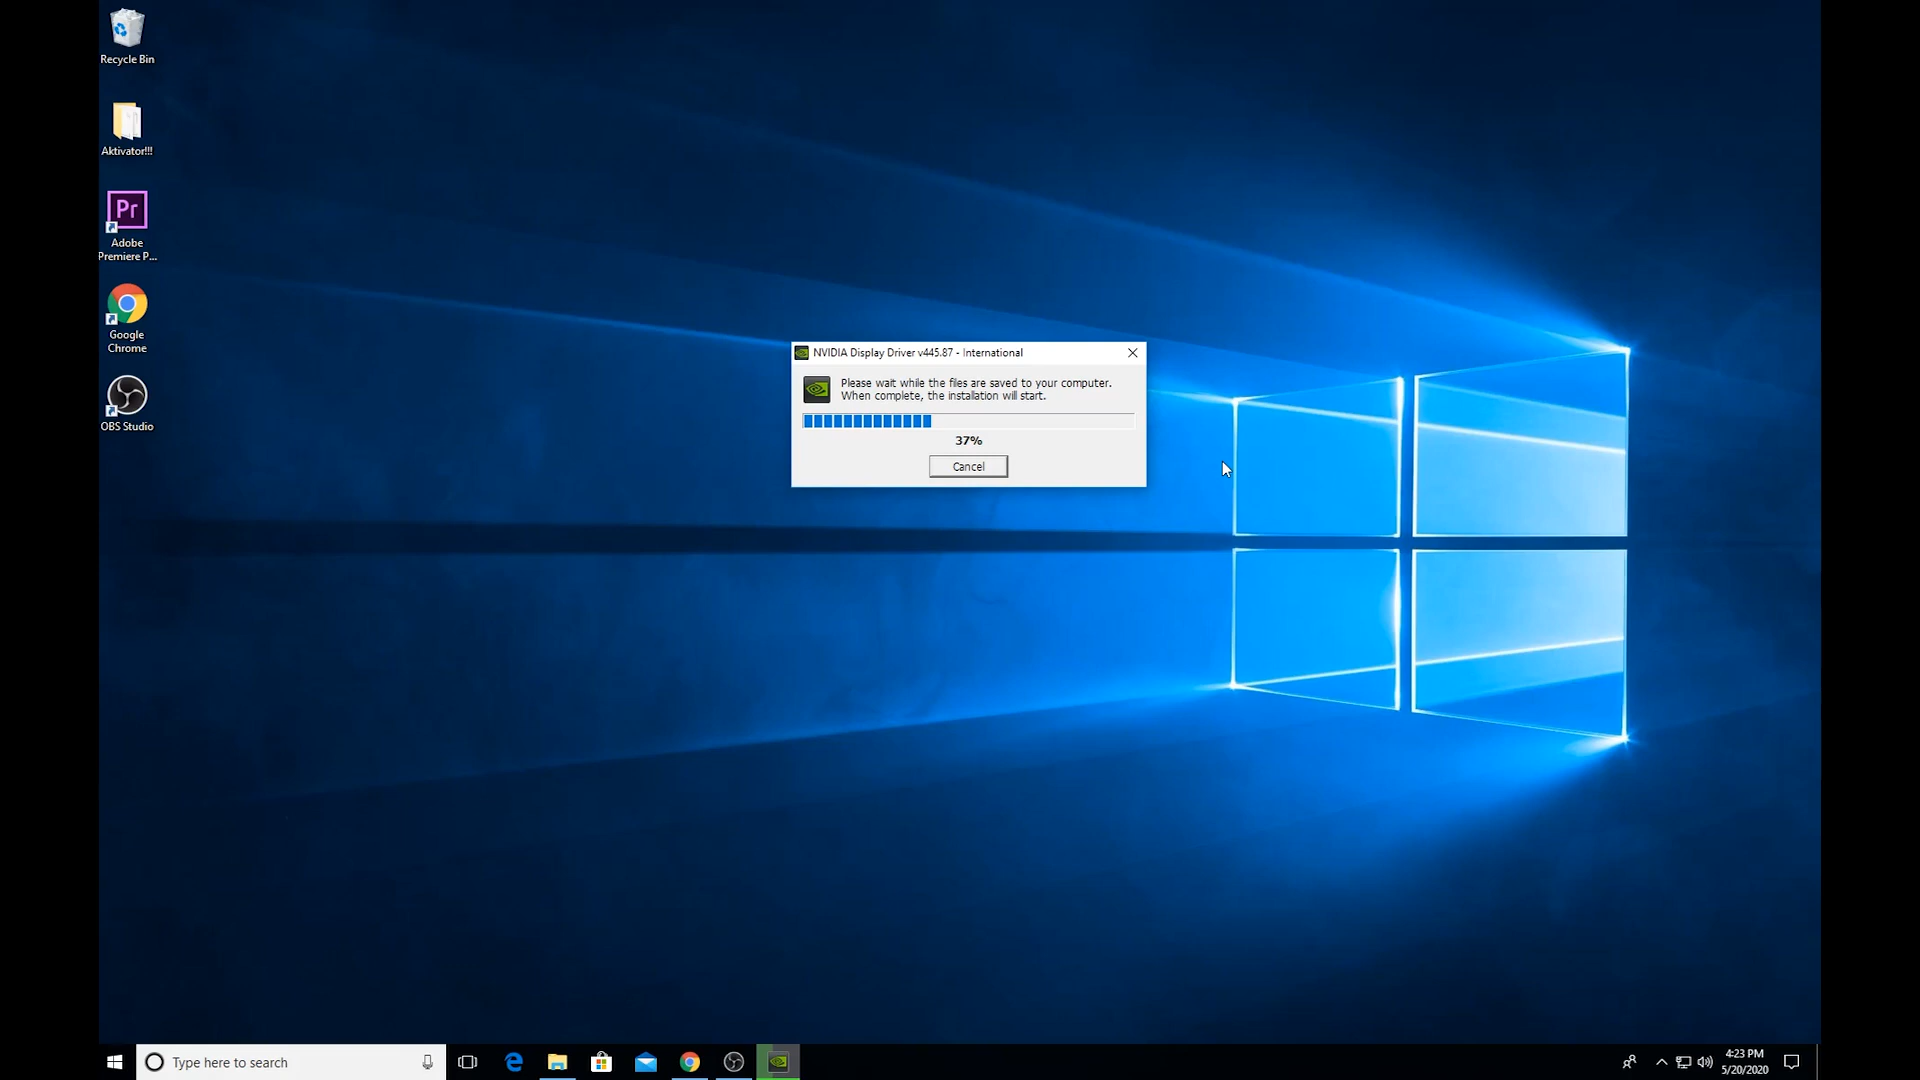 Recycle Bin
Aktivator!!!
Pr
Adobe
Premiere P...
Google
Chrome
OBS Studio
NVIDIA Display Driver v445.87 - International
Please wait while the files are saved to your computer.
When complete, the installation will start.
37%
Cancel
Type here to search
4:23 PM
5/20/2020